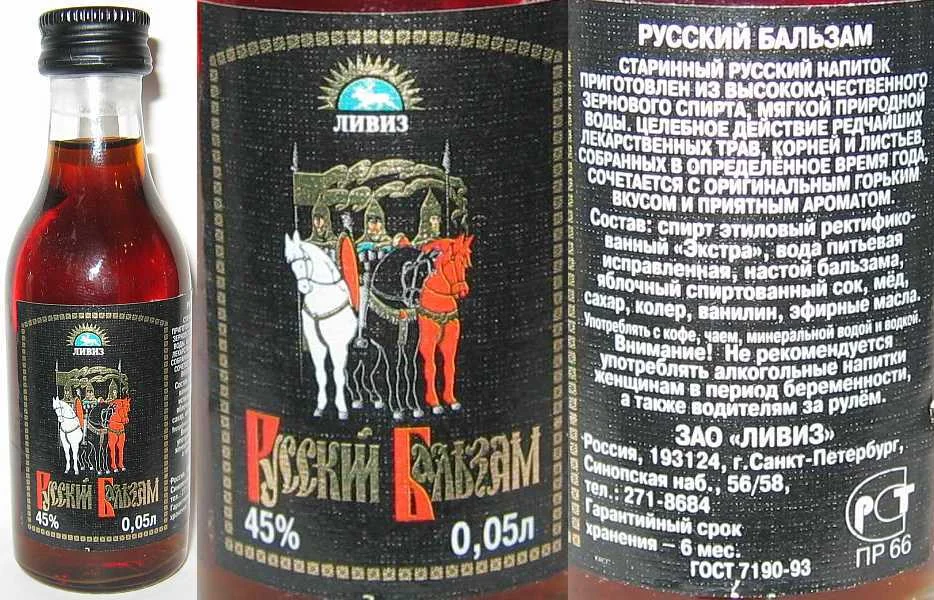 ЛИВИЗ
Русский Бальзам
45% 0,05л
ЛИВИЗ
Русский Бальзам
45% 0,05л
РУССКИЙ БАЛЬЗАМ
СТАРИННЫЙ РУССКИЙ НАПИТОК
ПРИГОТОВЛЕН ИЗ ВЫСОКОКАЧЕСТВЕННОГО
ЗЕРНОВОГО СПИРТА, МЯГКОЙ ПРИРОДНОЙ
ВОДЫ, ЦЕЛЕБНОЕ ДЕЙСТВИЕ РЕДЧАЙШИХ
ЛЕКАРСТВЕННЫХ ТРАВ, КОРНЕЙ И ЛИСТЬЕВ,
СОБРАННЫХ В ОПРЕДЕЛЁННОЕ ВРЕМЯ ГОДА,
СОЧЕТАЕТСЯ С ОРИГИНАЛЬНЫМ ГОРЬКИМ
ВКУСОМ И ПРИЯТНЫМ АРОМАТОМ.
Состав: спирт этиловый ректифико-
ванный «Экстра», вода питьевая
исправленная, настой бальзама,
яблочный спиртованный сок, мёд,
сахар, колер, ванилин, эфирные масла.
Употреблять с кофе, чаем, минеральной водой и водкой.
Внимание! Не рекомендуется
употреблять алкогольные напитки
женщинам в период беременности,
а также водителям за рулём.
ЗАО «ЛИВИЗ»
Россия, 193124, г.Санкт-Петербург,
Синопская наб., 56/58,
тел.: 271-8684
Гарантийный срок
хранения – 6 мес.
ГОСТ 7190-93
РСТ
ПР 66